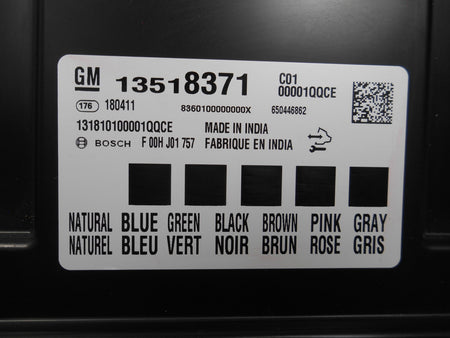 GM 13518371 C01
00001QQCE
176 180411 8360100000000X 650446862
131810100001QQCE MADE IN INDIA
BOSCH F 00H J01 757 FABRIQUE EN INDIA
NATURAL BLUE GREEN BLACK BROWN PINK GRAY
NATUREL BLEU VERT NOIR BRUN ROSE GRIS